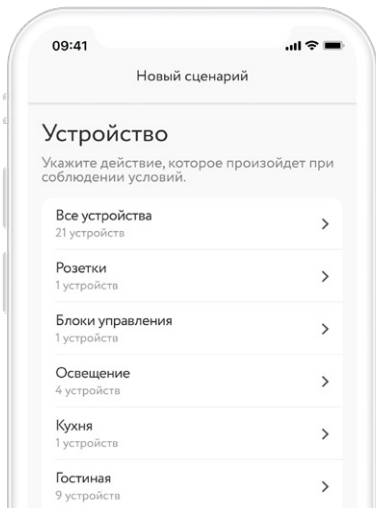 09:41
Новый сценарий
Устройство
Укажите действие, которое произойдет при
соблюдении условий.
Все устройства
21 устройств
Розетки
1 устройств
Блоки управления
1 устройств
Освещение
4 устройств
Кухня
1 устройств
Гостиная
9 устройств